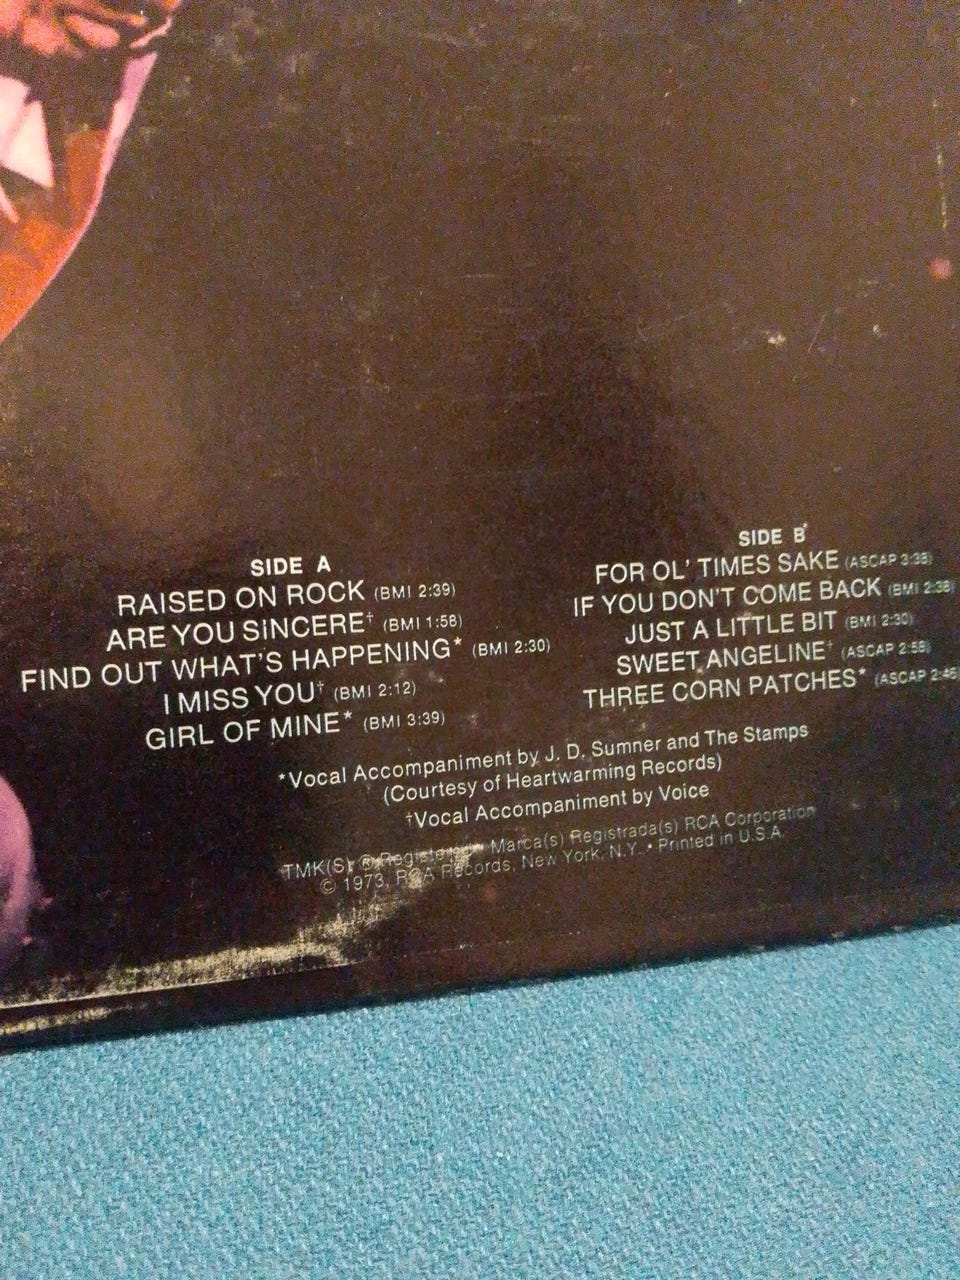 SIDE A
RAISED ON ROCK (BMI 2:39)
ARE YOU SINCERE† (BMI 1:58)
FIND OUT WHAT'S HAPPENING* (BMI 2:30)
I MISS YOU† (BMI 2:12)
GIRL OF MINE* (BMI 3:39)
SIDE B
FOR OL' TIMES SAKE (ASCAP 3:38)
IF YOU DON'T COME BACK (BMI 2:38)
JUST A LITTLE BIT (BMI 2:30)
SWEET ANGELINE† (ASCAP 2:58)
THREE CORN PATCHES* (ASCAP 2:46
*Vocal Accompaniment by J. D. Sumner and The Stamps
(Courtesy of Heartwarming Records)
†Vocal Accompaniment by Voice
TMK(S) ® Registered • Marca(s) Registrada(s) RCA Corporation
© 1973, RCA Records, New York, N.Y. • Printed in U.S.A.